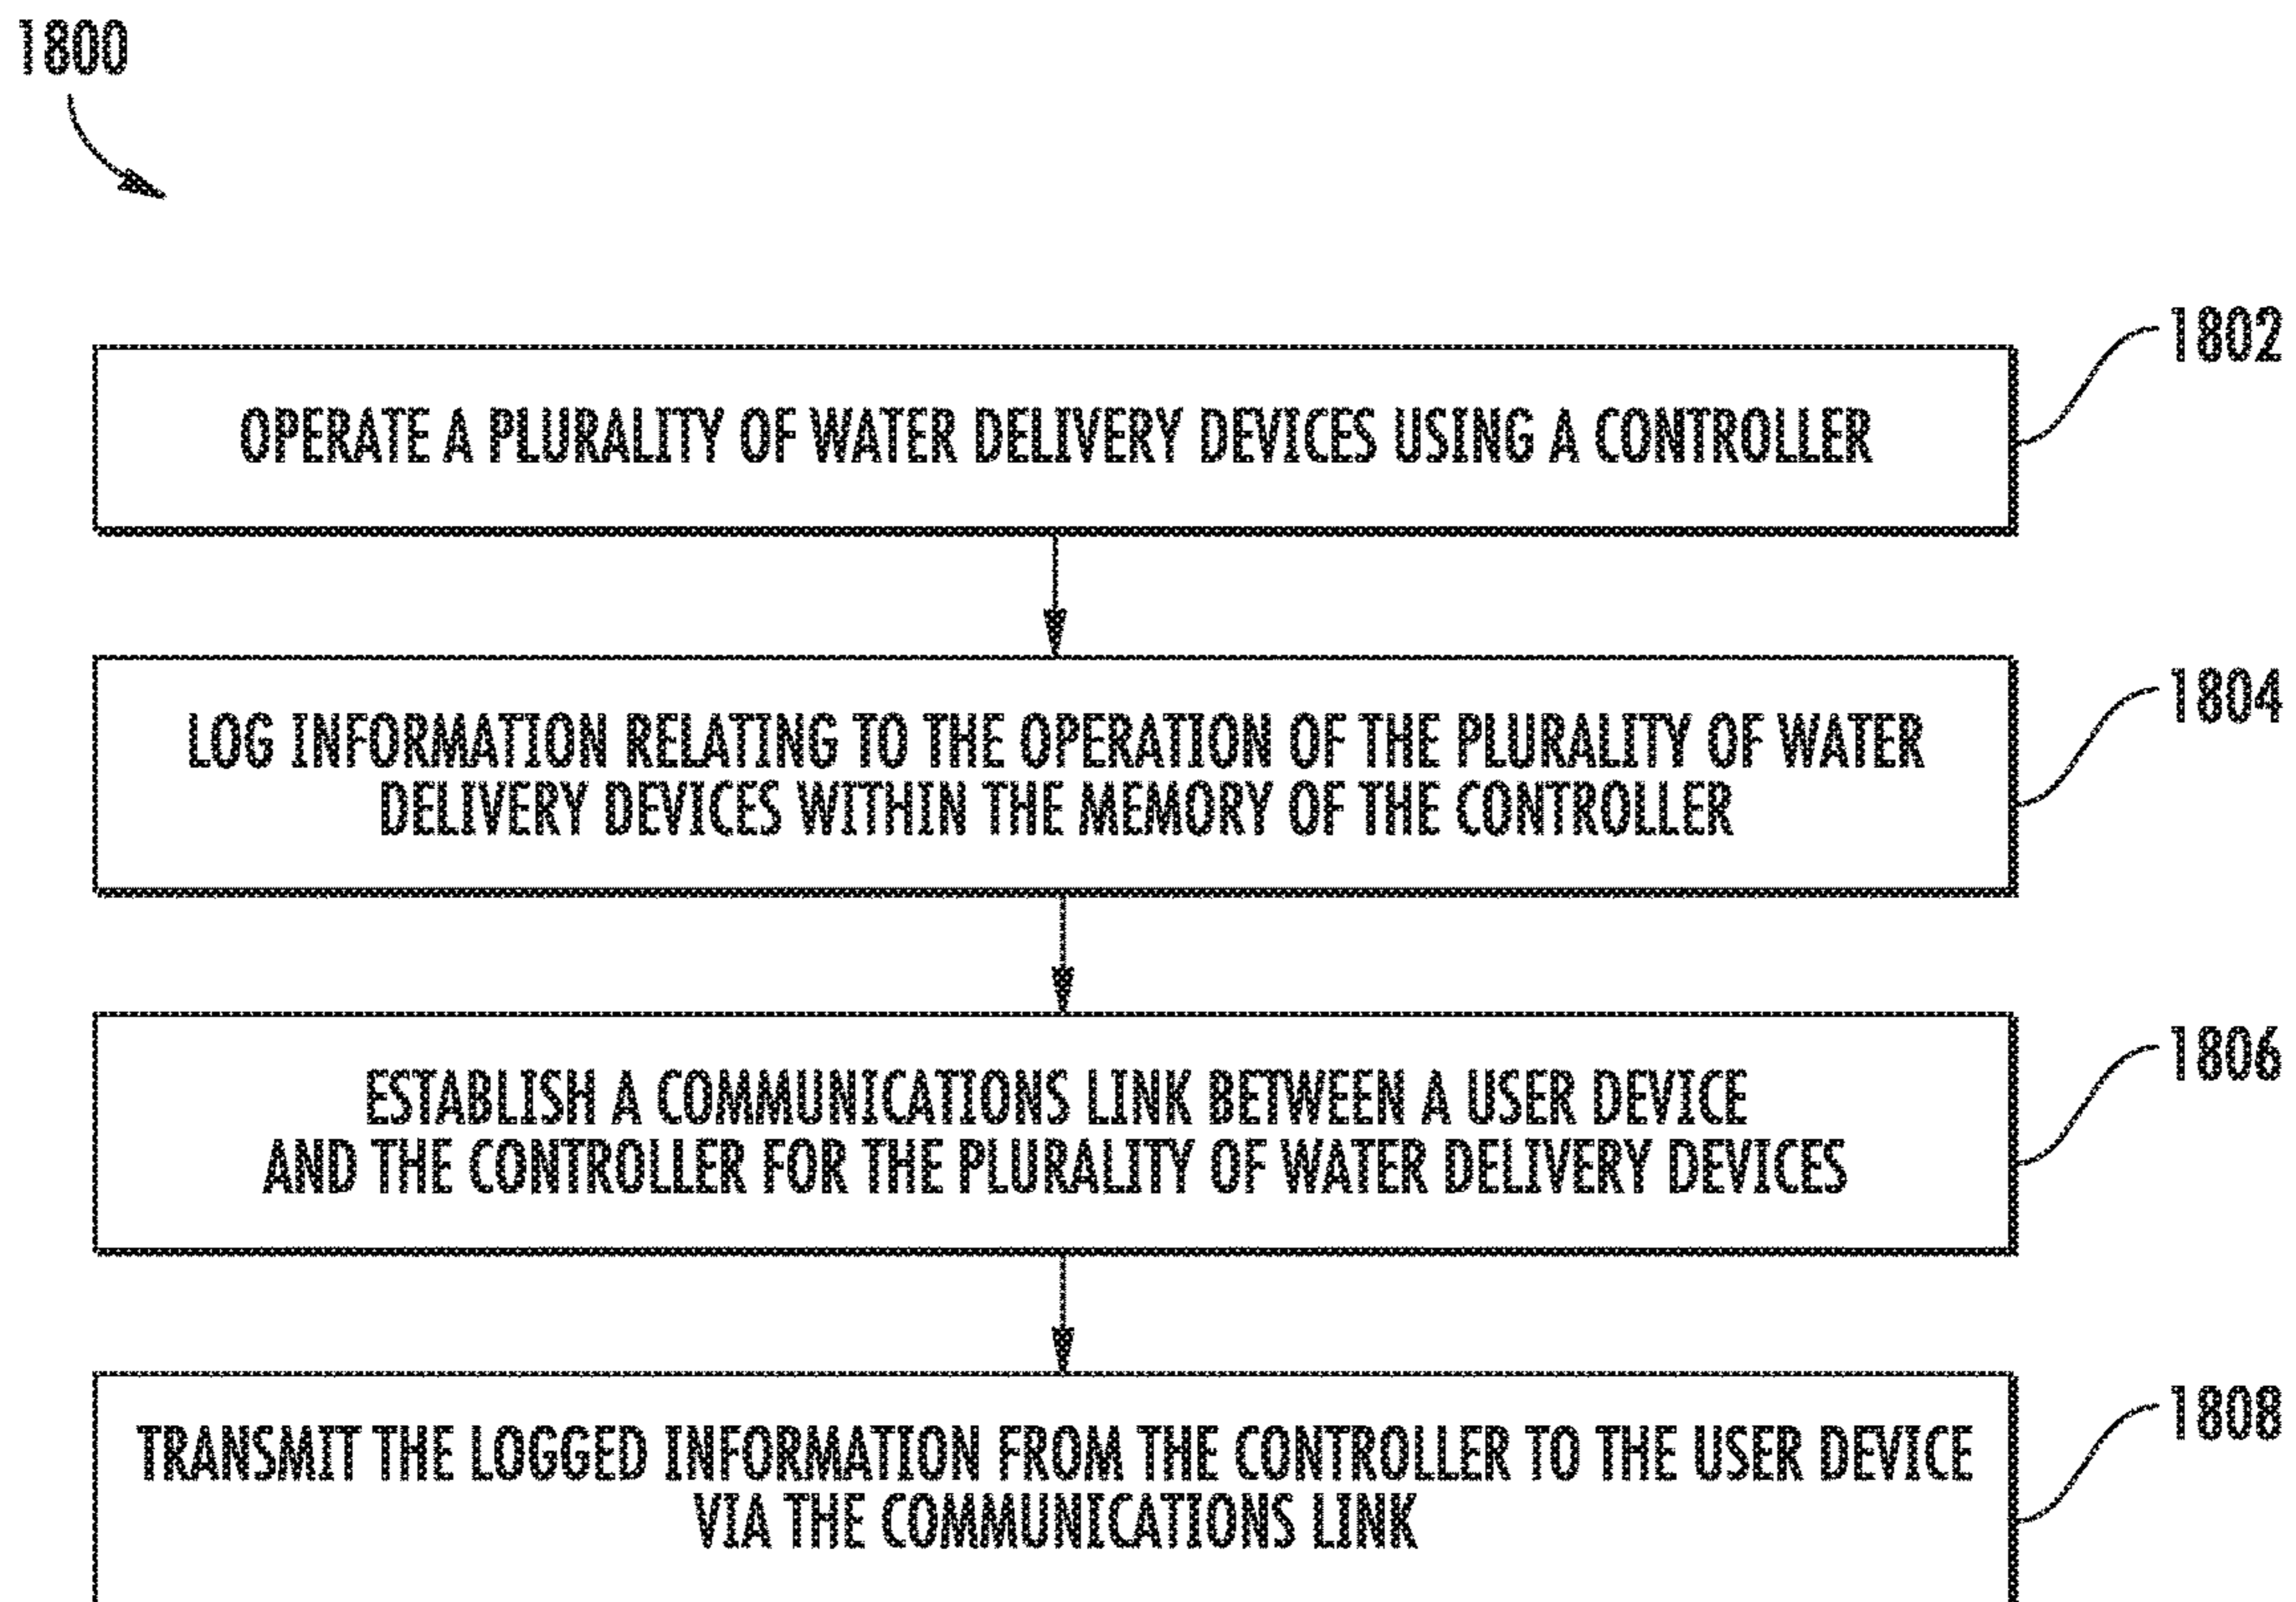 1800
1802
OPERATE A PLURALITY OF WATER DELIVERY DEVICES USING A CONTROLLER
1804
LOG INFORMATION RELATING TO THE OPERATION OF THE PLURALITY OF WATER
DELIVERY DEVICES WITHIN THE MEMORY OF THE CONTROLLER
1806
ESTABLISH A COMMUNICATIONS LINK BETWEEN A USER DEVICE
AND THE CONTROLLER FOR THE PLURALITY OF WATER DELIVERY DEVICES
1808
TRANSMIT THE LOGGED INFORMATION FROM THE CONTROLLER TO THE USER DEVICE
VIA THE COMMUNICATIONS LINK